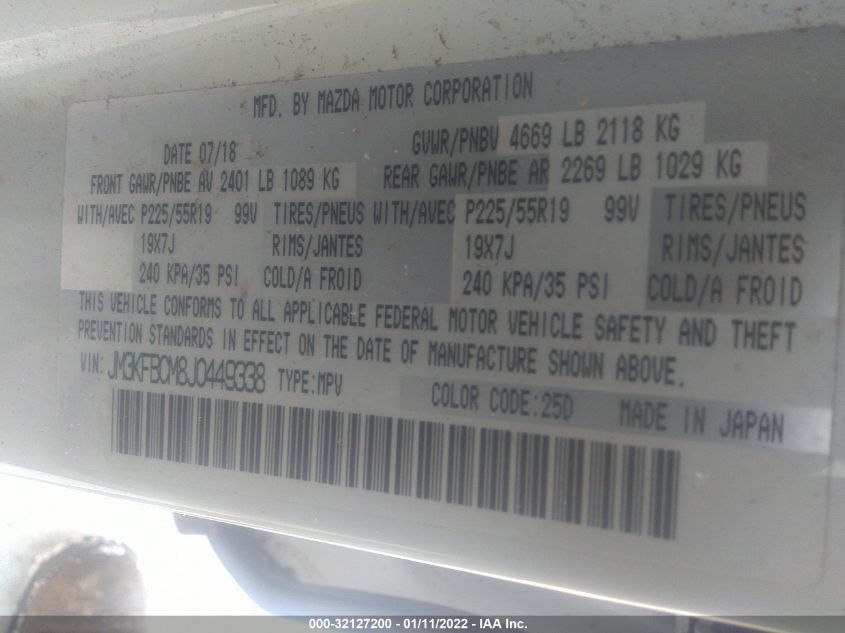 MFD. BY MAZDA MOTOR CORPORATION
DATE 07/18 GVWR/PNBV 4669 LB 2118 KG
FRONT GAWR/PNBE AV 2401 LB 1089 KG REAR GAWR/PNBE AR 2269 LB 1029 KG
WITH/AVEC P225/55R19 99V TIRES/PNEUS WITH/AVEC P225/55R19 99V TIRES/PNEUS
19X7J RIMS/JANTES 19X7J RIMS/JANTES
240 KPA/35 PSI COLD/A FROID 240 KPA/35 PSI COLD/A FROID
THIS VEHICLE CONFORMS TO ALL APPLICABLE FEDERAL MOTOR VEHICLE SAFETY AND THEFT
PREVENTION STANDARDS IN EFFECT ON THE DATE OF MANUFACTURE SHOWN ABOVE.
VIN: JM3KFBCM8J0449338 TYPE:MPV COLOR CODE:25D MADE IN JAPAN
000-32127200 - 01/11/2022 - IAA Inc.